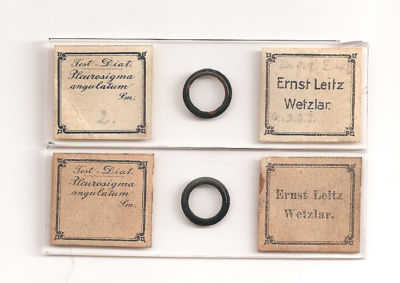 Test - Diat.
Pleurosigma
angulatum
Sm.
2.
Ernst Leitz
Wetzlar.
Test - Diat.
Pleurosigma
angulatum
Sm.
Ernst Leitz
Wetzlar.